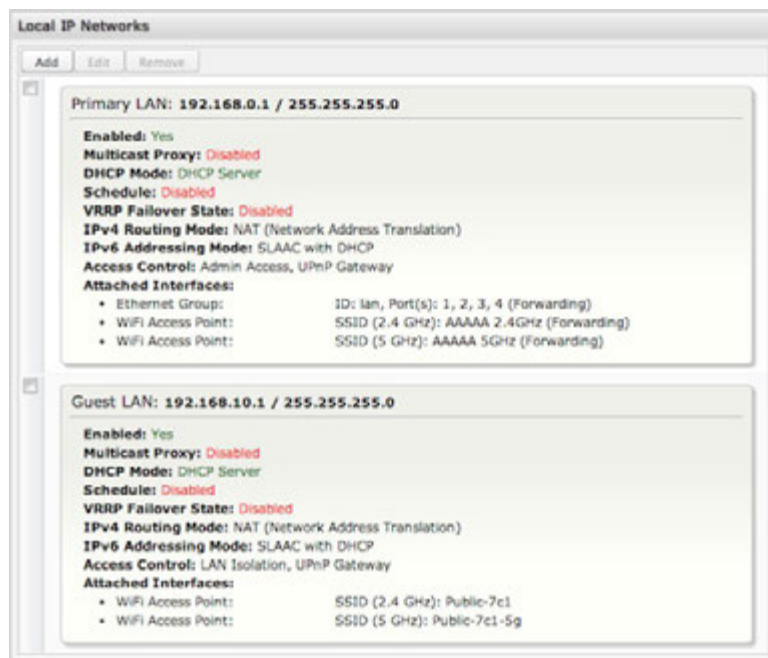 Local IP Networks
Add Edit Remove
Primary LAN: 192.168.0.1 / 255.255.255.0
Enabled: Yes
Multicast Proxy: Disabled
DHCP Mode: DHCP Server
Schedule: Disabled
VRRP Failover State: Disabled
IPv4 Routing Mode: NAT (Network Address Translation)
IPv6 Addressing Mode: SLAAC with DHCP
Access Control: Admin Access, UPnP Gateway
Attached Interfaces:
• Ethernet Group: ID: lan, Port(s): 1, 2, 3, 4 (Forwarding)
• WiFi Access Point: SSID (2.4 GHz): AAAAA 2.4GHz (Forwarding)
• WiFi Access Point: SSID (5 GHz): AAAAA 5GHz (Forwarding)
Guest LAN: 192.168.10.1 / 255.255.255.0
Enabled: Yes
Multicast Proxy: Disabled
DHCP Mode: DHCP Server
Schedule: Disabled
VRRP Failover State: Disabled
IPv4 Routing Mode: NAT (Network Address Translation)
IPv6 Addressing Mode: SLAAC with DHCP
Access Control: LAN Isolation, UPnP Gateway
Attached Interfaces:
• WiFi Access Point: SSID (2.4 GHz): Public-7c1
• WiFi Access Point: SSID (5 GHz): Public-7c1-5g